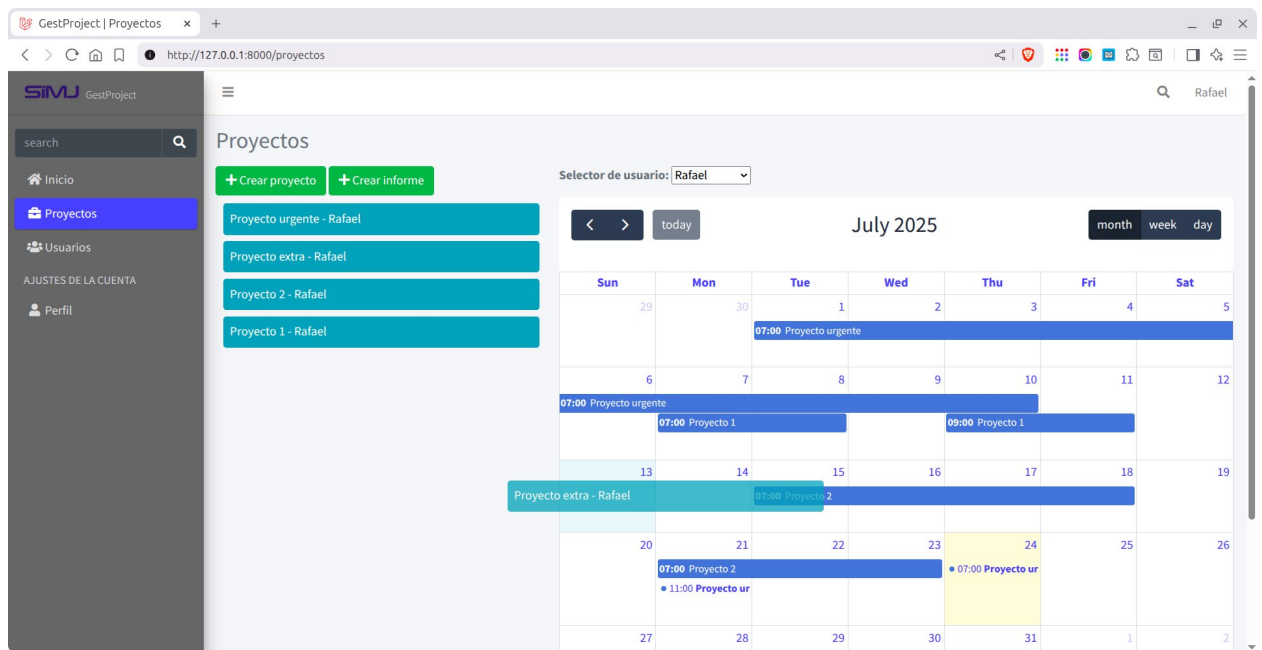 GestProject | Proyectos
http://127.0.0.1:8000/proyectos
SiMU GestProject
Rafael
search
Inicio
Proyectos
Usuarios
AJUSTES DE LA CUENTA
Perfil
Proyectos
Crear proyecto
Crear informe
Proyecto urgente - Rafael
Proyecto extra - Rafael
Proyecto 2 - Rafael
Proyecto 1 - Rafael
Selector de usuario: Rafael
today
July 2025
month week day
Sun Mon Tue Wed Thu Fri Sat
29 30 1 2 3 4 5
07:00 Proyecto urgente
6 7 8 9 10 11 12
07:00 Proyecto urgente
07:00 Proyecto 1
09:00 Proyecto 1
13 14 15 16 17 18 19
Proyecto extra - Rafael
07:00 Proyecto 2
20 21 22 23 24 25 26
07:00 Proyecto 2
07:00 Proyecto ur
11:00 Proyecto ur
27 28 29 30 31 1 2